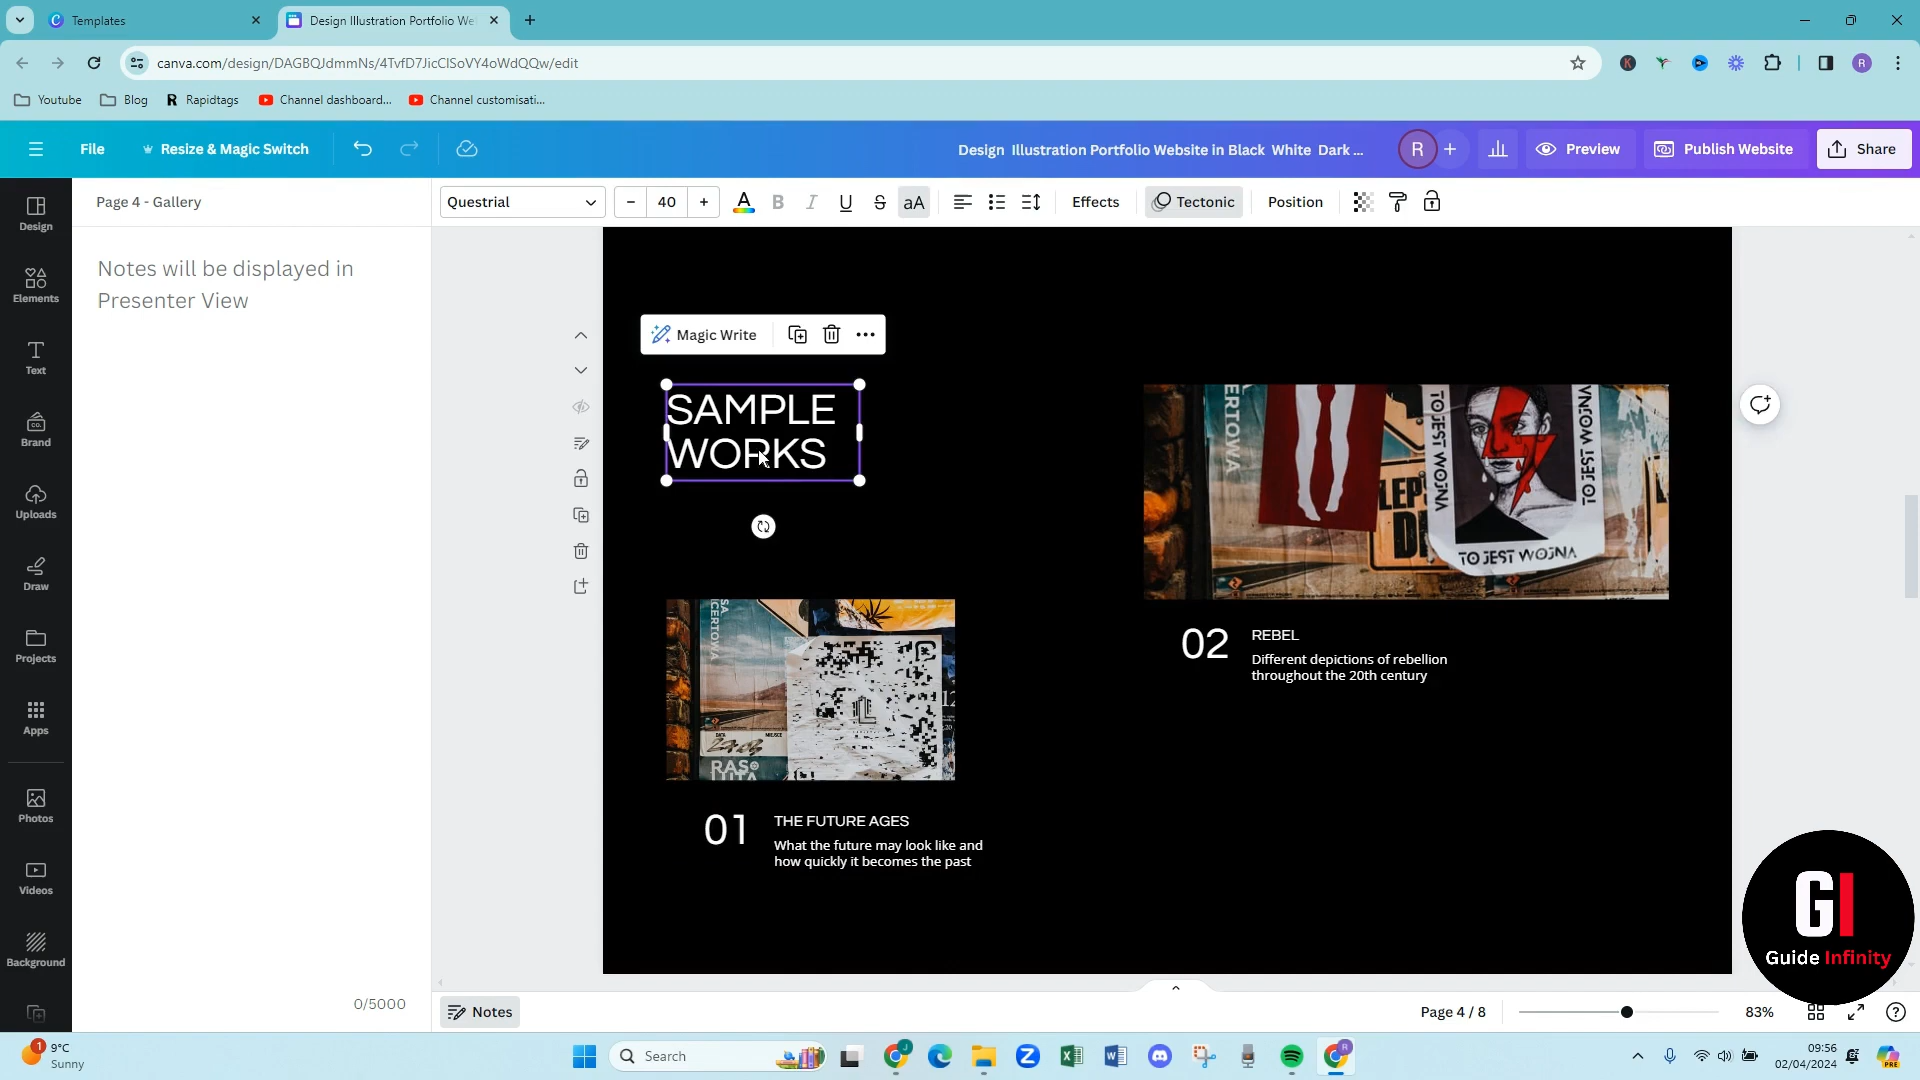 Templates
Design Illustration Portfolio We
canva.com/design/DAGBQJdmmNs/4TvfD7JicClSoVY4oWdQQw/edit
K
R
Youtube
Blog
R Rapidtags
Channel dashboard...
Channel customisati...
File
Resize & Magic Switch
Design Illustration Portfolio Website in Black White Dark ...
R
Preview
Publish Website
Share
Page 4 - Gallery
Questrial
40
A
B
I
U
S
aA
Effects
Tectonic
Position
Design
Elements
Text
Brand
Uploads
Draw
Projects
Apps
Photos
Videos
Background
Notes will be displayed in
Presenter View
0/5000
Magic Write
SAMPLE
WORKS
TO JEST WOJNA
TO JEST WOJNA
TO JEST WOJNA
02
REBEL
Different depictions of rebellion
throughout the 20th century
01
THE FUTURE AGES
What the future may look like and
how quickly it becomes the past
GI
Guide Infinity
Notes
Page 4 / 8
83%
1
9°C
Sunny
Search
J
R
09:56
02/04/2024
PRE